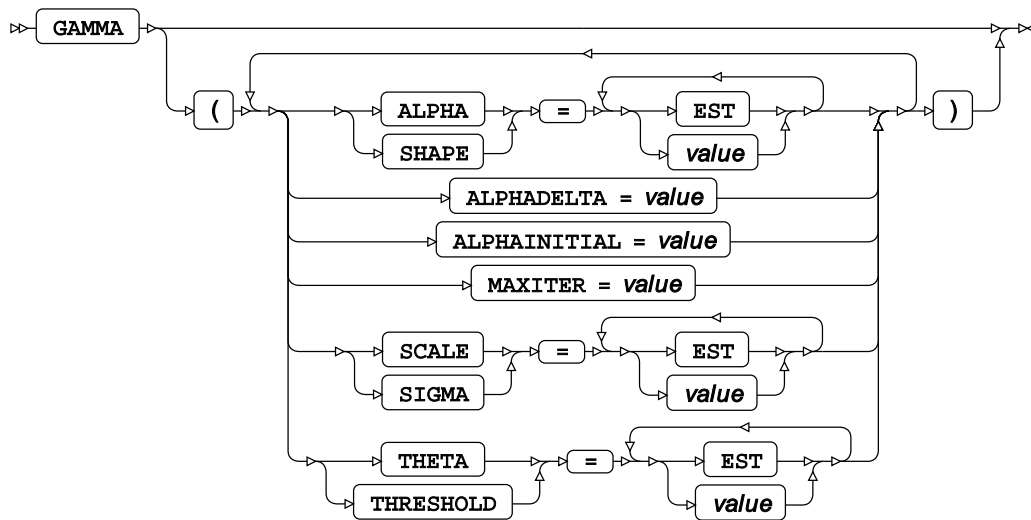 GAMMA
( ALPHA = EST )
SHAPE value
ALPHADELTA = value
ALPHAINITIAL = value
MAXITER = value
SCALE = EST
SIGMA value
THETA = EST
THRESHOLD value